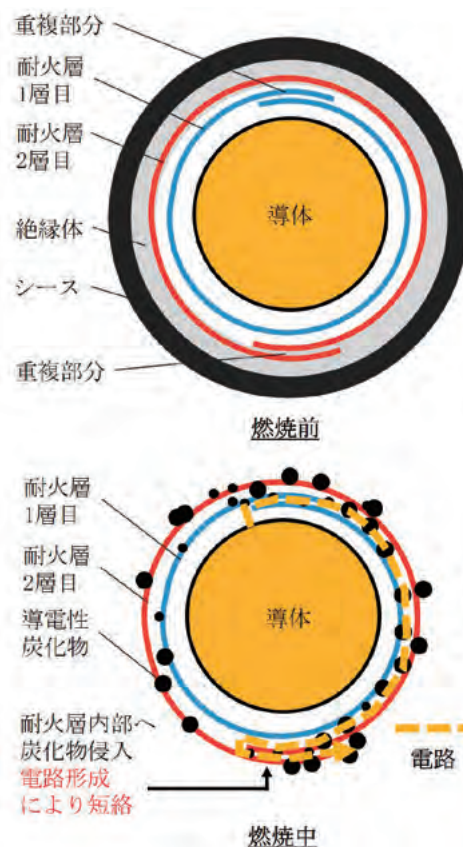 重複部分
耐火層
1層目
耐火層
2層目
導体
絶縁体
シース
重複部分
燃焼前
耐火層
1層目
耐火層
2層目
導電性
炭化物
導体
耐火層内部へ
炭化物侵入
電路形成
により短絡
電路
燃焼中